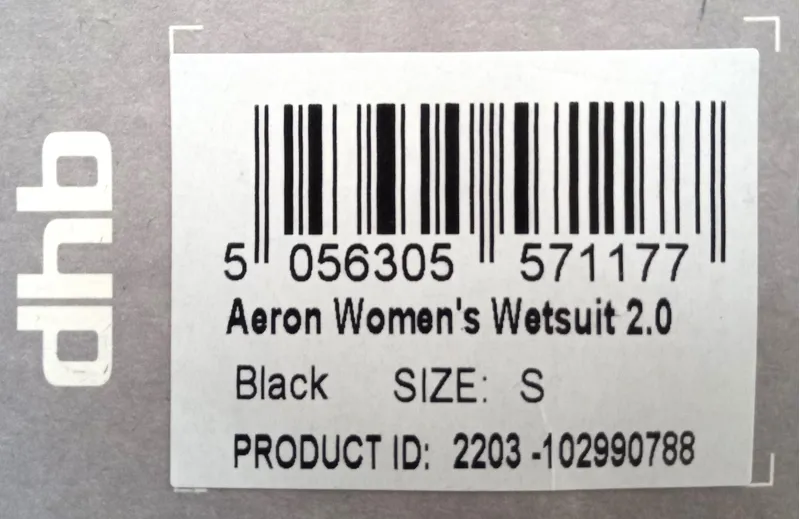 dhb
5 056305 571177
Aeron Women's Wetsuit 2.0
Black SIZE: S
PRODUCT ID: 2203 -102990788